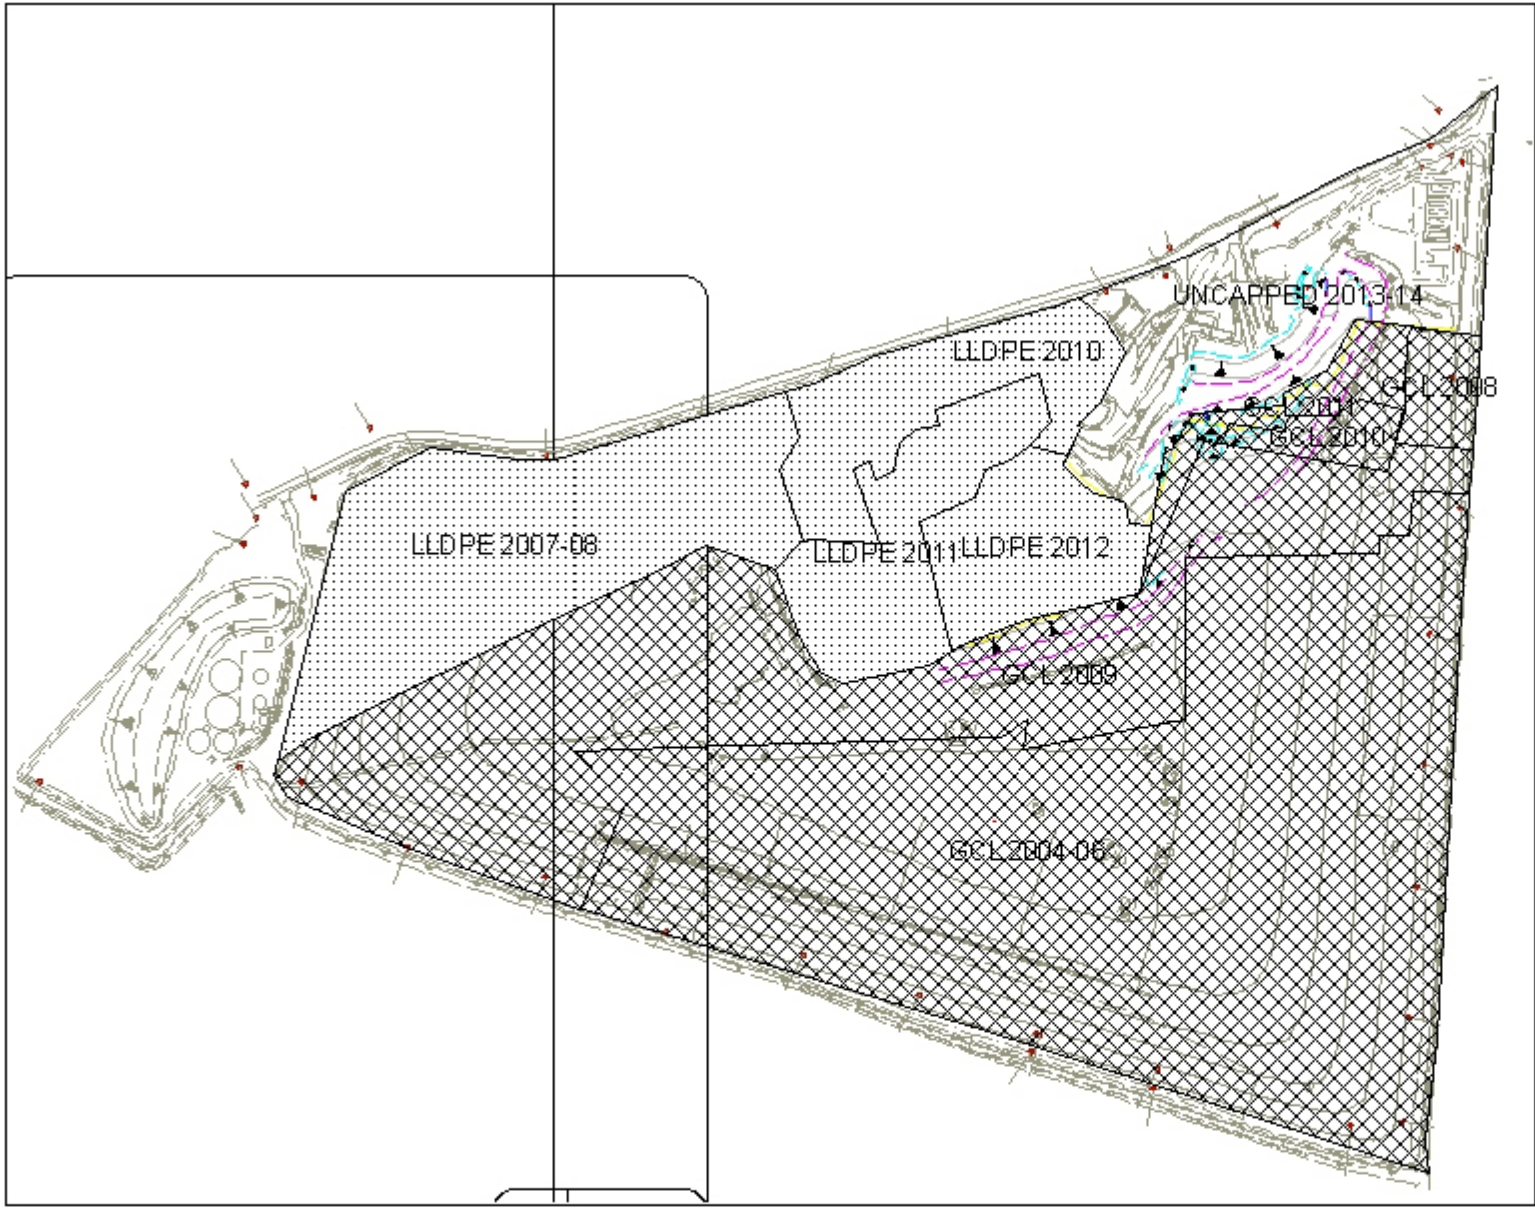 UNCAPPED 2013-14
LLDPE 2010
GCL 2008
GCL 2011
GCL 2010
LLDPE 2007-08
LLDPE 2011
LLDPE 2012
GCL 2009
GCL 2004-06